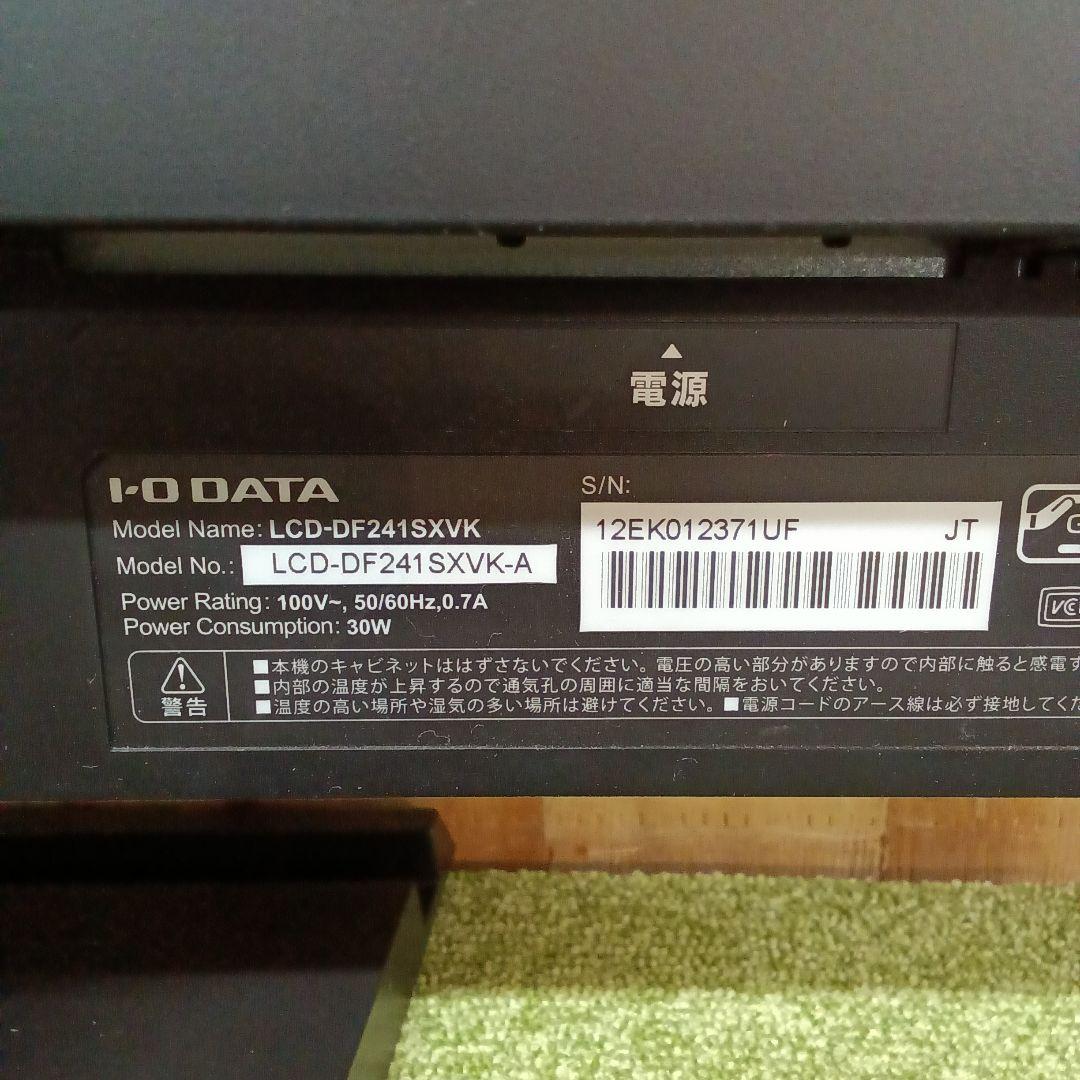 電源
I-O DATA
Model Name: LCD-DF241SXVK
Model No.: LCD-DF241SXVK-A
Power Rating: 100V~, 50/60Hz,0.7A
Power Consumption: 30W
S/N:
12EK012371UF JT
警告
■本機のキャビネットははずさないでください。電圧の高い部分がありますので内部に触ると感電す
■内部の温度が上昇するので通気孔の周囲に適当な間隔をおいてください。
■温度の高い場所や湿気の多い場所は避けてください。■電源コードのアース線は必ず接地してくだ